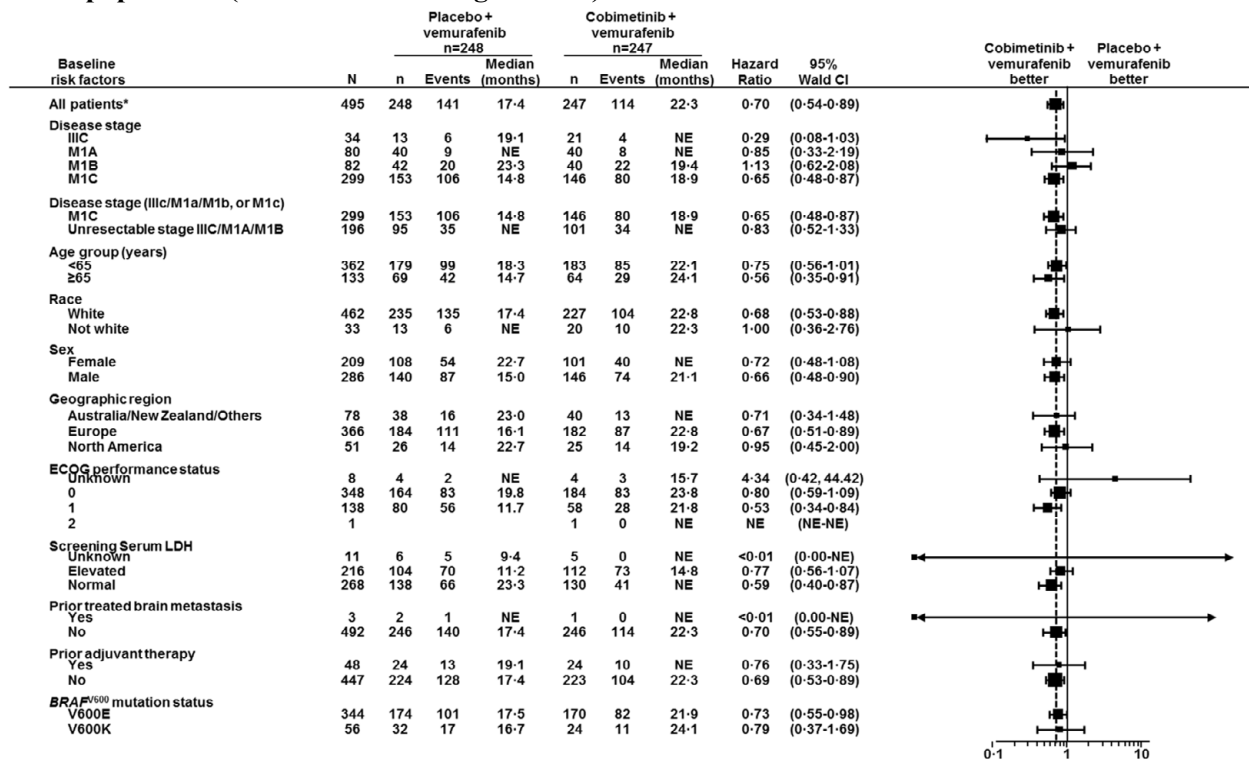 Placebo + Cobimetinib +
vemurafenib vemurafenib
n=248 n=247 Cobimetinib + Placebo +
Baseline Median Median Hazard 95% vemurafenib vemurafenib
risk factors N n Events (months) n Events (months) Ratio Wald CI better better
All patients* 495 248 141 17·4 247 114 22·3 0·70 (0·54-0·89)
Disease stage
IIIC 34 13 6 19·1 21 4 NE 0·29 (0·08-1·03)
M1A 80 40 9 NE 40 8 NE 0·85 (0·33-2·19)
M1B 82 42 20 23·3 40 22 19·4 1·13 (0·62-2·08)
M1C 299 153 106 14·8 146 80 18·9 0·65 (0·48-0·87)
Disease stage (IIIc/M1a/M1b, or M1c)
M1C 299 153 106 14·8 146 80 18·9 0·65 (0·48-0·87)
Unresectable stage IIIC/M1A/M1B 196 95 35 NE 101 34 NE 0·83 (0·52-1·33)
Age group (years)
<65 362 179 99 18·3 183 85 22·1 0·75 (0·56-1·01)
≥65 133 69 42 14·7 64 29 24·1 0·56 (0·35-0·91)
Race
White 462 235 135 17·4 227 104 22·8 0·68 (0·53-0·88)
Not white 33 13 6 NE 20 10 22·3 1·00 (0·36-2·76)
Sex
Female 209 108 54 22·7 101 40 NE 0·72 (0·48-1·08)
Male 286 140 87 15·0 146 74 21·1 0·66 (0·48-0·90)
Geographic region
Australia/New Zealand/Others 78 38 16 23·0 40 13 NE 0·71 (0·34-1·48)
Europe 366 184 111 16·1 182 87 22·8 0·67 (0·51-0·89)
North America 51 26 14 22·7 25 14 19·2 0·95 (0·45-2·00)
ECOG performance status
Unknown 8 4 2 NE 4 3 15·7 4·34 (0·42, 44.42)
0 348 164 83 19·8 184 83 23·8 0·80 (0·59-1·09)
1 138 80 56 11·7 58 28 21·8 0·53 (0·34-0·84)
2 1 1 0 NE NE (NE-NE)
Screening Serum LDH
Unknown 11 6 5 9·4 5 0 NE <0·01 (0·00-NE)
Elevated 216 104 70 11·2 112 73 14·8 0·77 (0·56-1·07)
Normal 268 138 66 23·3 130 41 NE 0·59 (0·40-0·87)
Prior treated brain metastasis
Yes 3 2 1 NE 1 0 NE <0·01 (0.00-NE)
No 492 246 140 17·4 246 114 22·3 0·70 (0·55-0·89)
Prior adjuvant therapy
Yes 48 24 13 19·1 24 10 NE 0·76 (0·33-1·75)
No 447 224 128 17·4 223 104 22·3 0·69 (0·53-0·89)
BRAFV600 mutation status
V600E 344 174 101 17·5 170 82 21·9 0·73 (0·55-0·98)
V600K 56 32 17 16·7 24 11 24·1 0·79 (0·37-1·69)
0·1 1 10